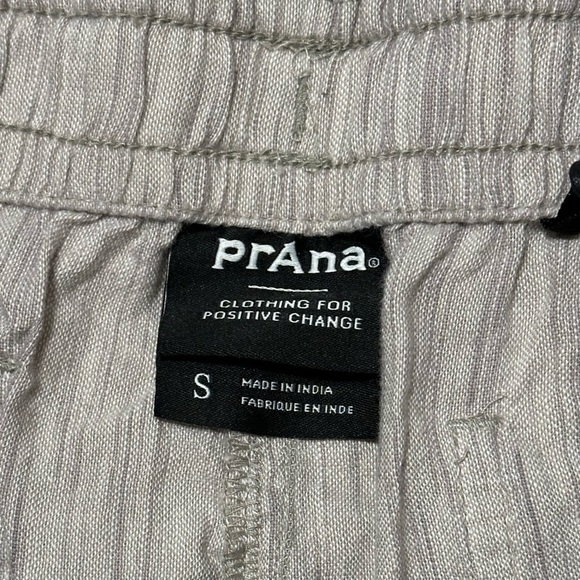 prAna®
CLOTHING FOR
POSITIVE CHANGE
S
MADE IN INDIA
FABRIQUE EN INDE